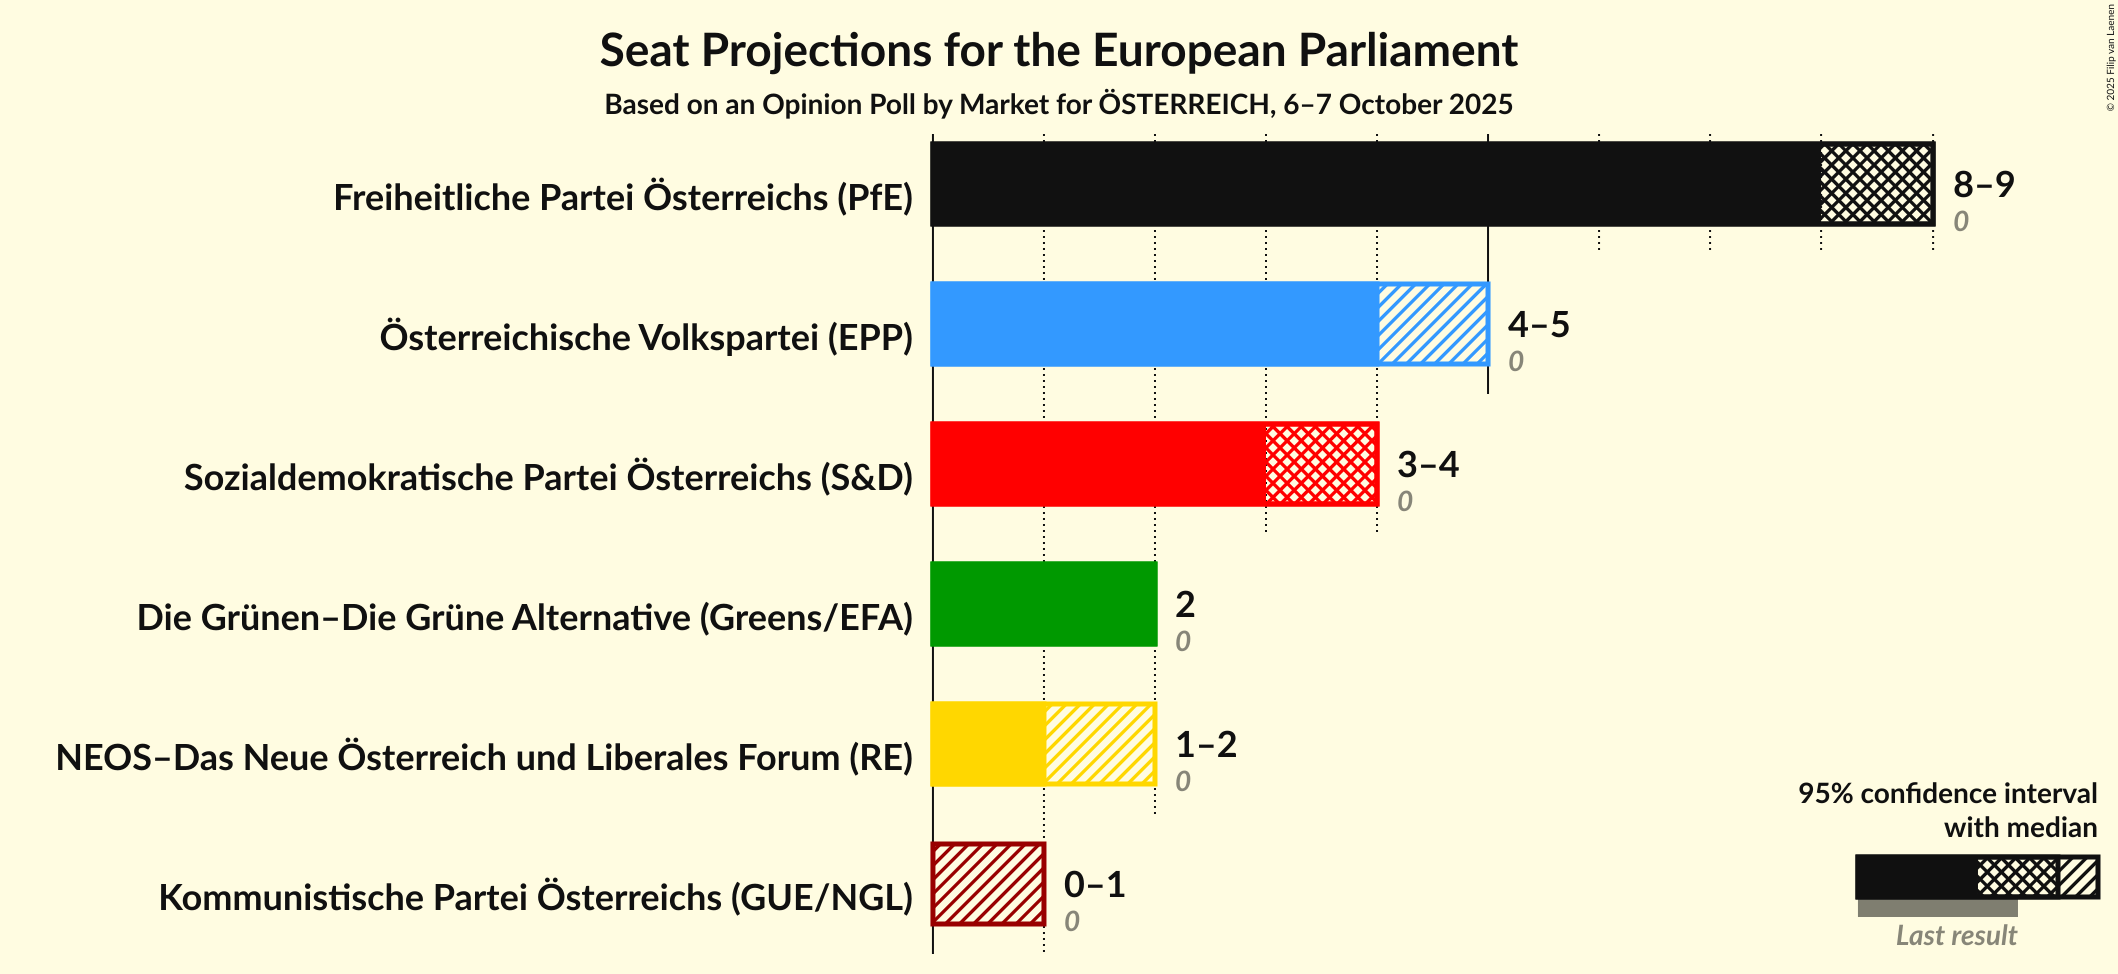 Seat Projections for the European Parliament
Based on an Opinion Poll by Market for ÖSTERREICH, 6–7 October 2025
© 2025 Filip van Laenen
Freiheitliche Partei Österreichs (PfE)
8–9
0
Österreichische Volkspartei (EPP)
4–5
0
Sozialdemokratische Partei Österreichs (S&D)
3–4
0
Die Grünen–Die Grüne Alternative (Greens/EFA)
2
0
NEOS–Das Neue Österreich und Liberales Forum (RE)
1–2
0
Kommunistische Partei Österreichs (GUE/NGL)
0–1
0
95% confidence interval
with median
Last result